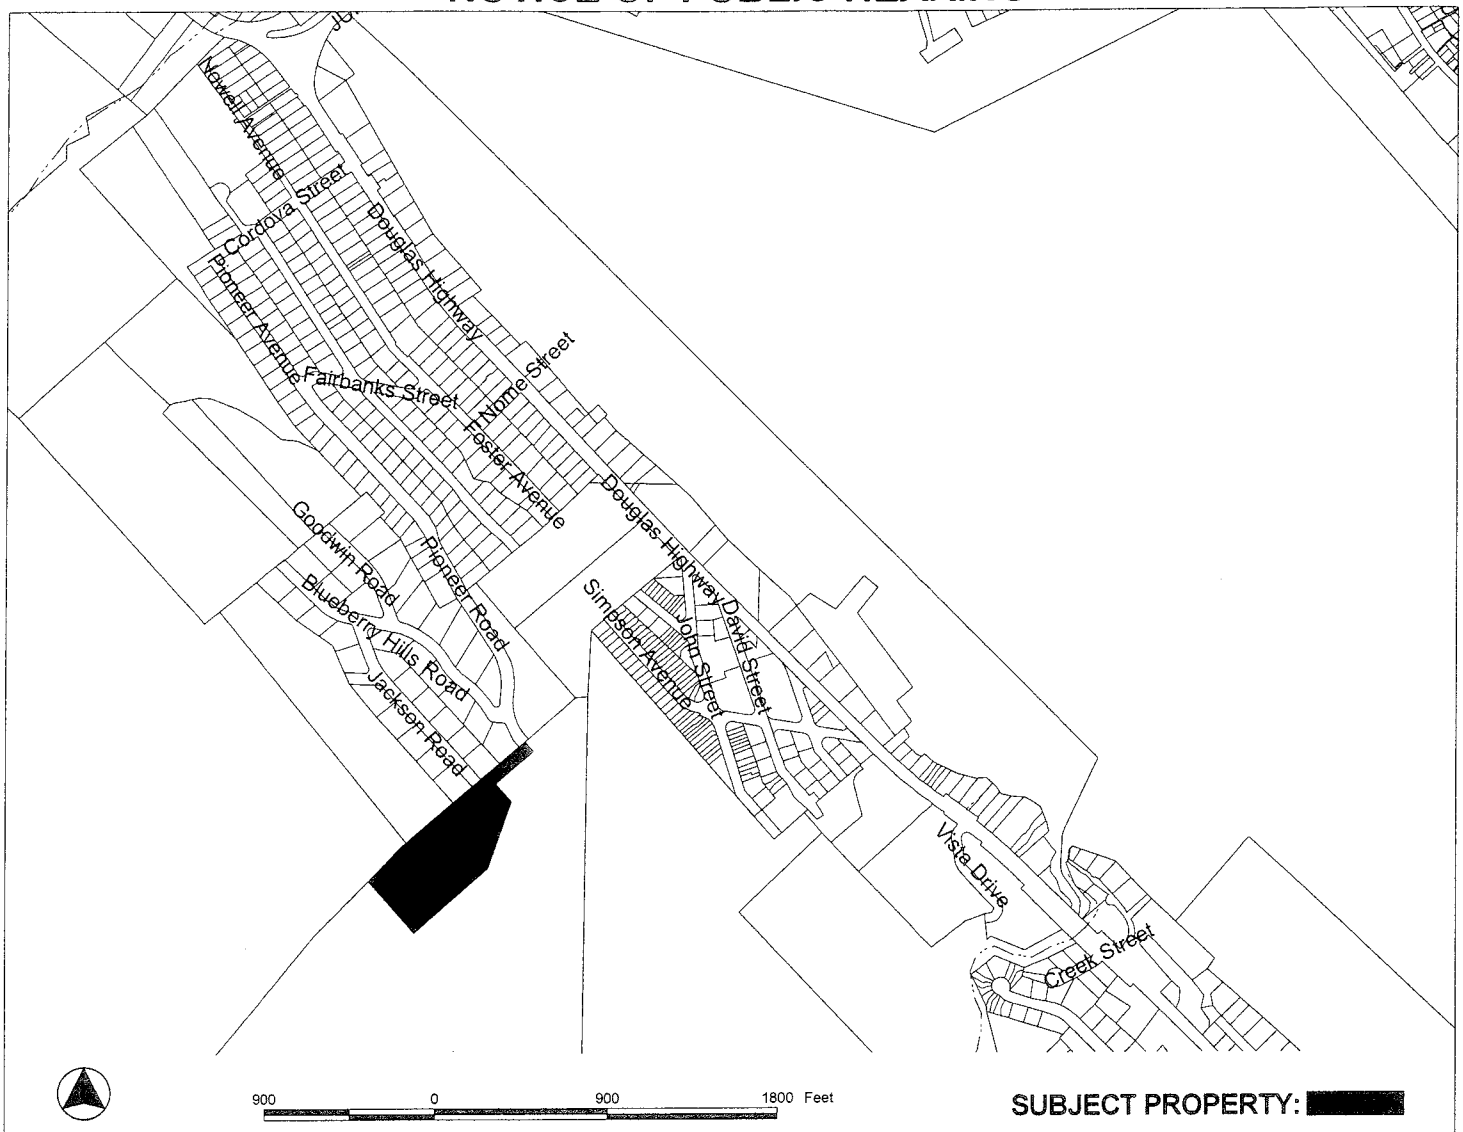 NOTICE OF PUBLIC HEARING
Nowell Avenue
Cordova Street
Douglas Highway
Pioneer Avenue
Nome Street
Fairbanks Street
Foster Avenue
Douglas Highway
Goodwin Road
Pioneer Road
Blueberry Hills Road
Simpson Avenue
John Street
David Street
Jackson Road
Vista Drive
Creek Street
900 0 900 1800 Feet
SUBJECT PROPERTY: